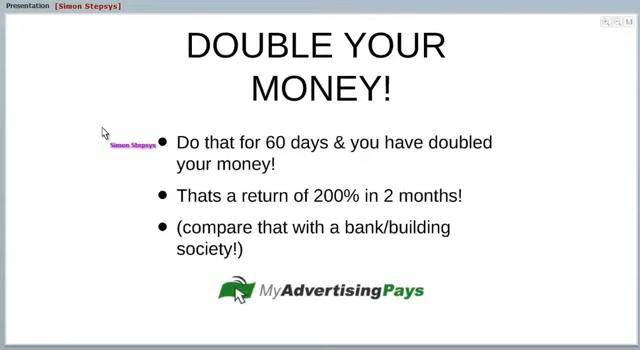 Presentation [Simon Stepsys]
DOUBLE YOUR
MONEY!
Simon Stepsys
• Do that for 60 days & you have doubled
your money!
• Thats a return of 200% in 2 months!
• (compare that with a bank/building
society!)
MyAdvertisingPays